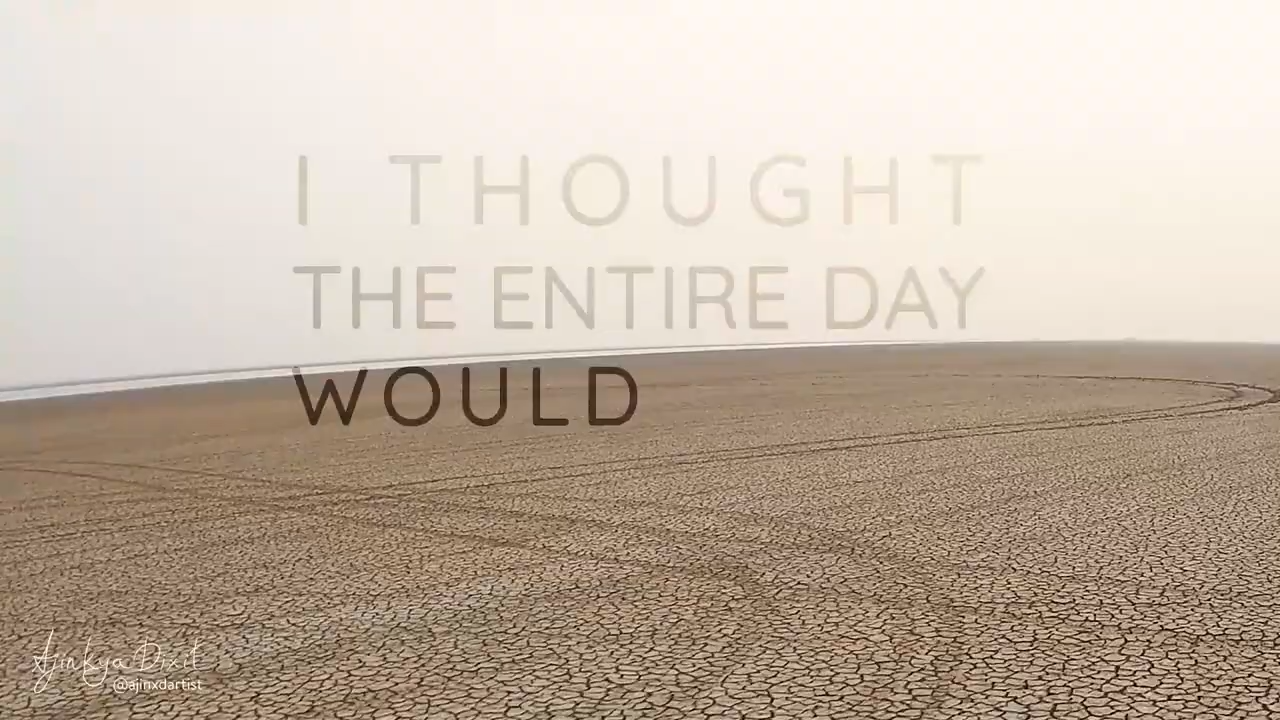 I THOUGHT
THE ENTIRE DAY
WOULD
Ajinkya Dixit
@ajinxdartist